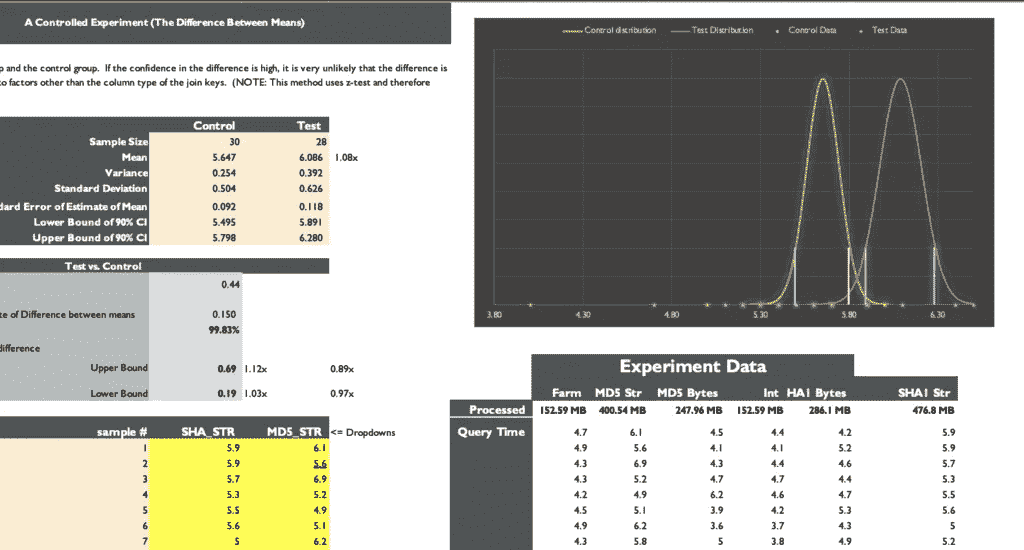 A Controlled Experiment (The Difference Between Means)
p and the control group. If the confidence in the difference is high, it is very unlikely that the difference is
to factors other than the column type of the join keys. (NOTE: This method uses z-test and therefore
Control Test
Sample Size 30 28
Mean 5.647 6.086 1.08x
Variance 0.254 0.392
Standard Deviation 0.504 0.626
dard Error of Estimate of Mean 0.092 0.118
Lower Bound of 90% CI 5.495 5.891
Upper Bound of 90% CI 5.798 6.280
Test vs. Control
0.44
te of Difference between means 0.150
99.83%
difference
Upper Bound 0.69 1.12x 0.89x
Lower Bound 0.19 1.03x 0.97x
sample # SHA_STR MD5_STR <= Dropdowns
1 5.9 6.1
2 5.9 5.6
3 5.7 6.9
4 5.3 5.2
5 5.5 4.9
6 5.6 5.1
7 5 6.2
Control distribution Test Distribution Control Data Test Data
3.80 4.30 4.80 5.30 5.80 6.30
Experiment Data
Farm MD5 Str MD5 Bytes Int HA1 Bytes SHA1 Str
Processed 152.59 MB 400.54 MB 247.96 MB 152.59 MB 286.1 MB 476.8 MB
Query Time 4.7 6.1 4.5 4.4 4.2 5.9
4.9 5.6 4.1 4.1 5.2 5.9
4.3 6.9 4.3 4.4 4.6 5.7
4.3 5.2 4.7 4.7 4.4 5.3
4.2 4.9 6.2 4.6 4.7 5.5
4.5 5.1 3.9 4.2 5.3 5.6
4.9 6.2 3.6 3.7 4.3 5
4.3 5.8 5 3.8 4.9 5.2